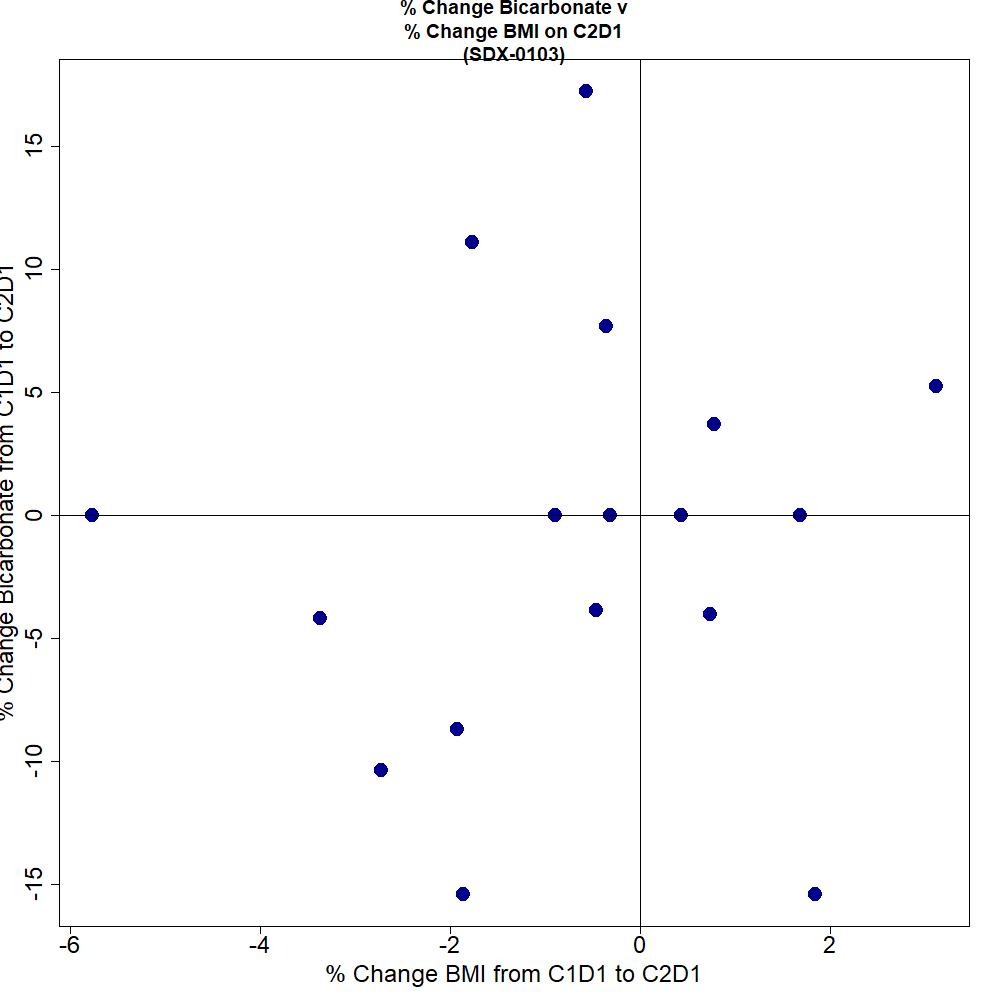 % Change Bicarbonate v
% Change BMI on C2D1
(SDX-0103)
% Change Bicarbonate from C1D1 to C2D1
15
10
5
0
-5
-10
-15
-6
-4
-2
0
2
% Change BMI from C1D1 to C2D1